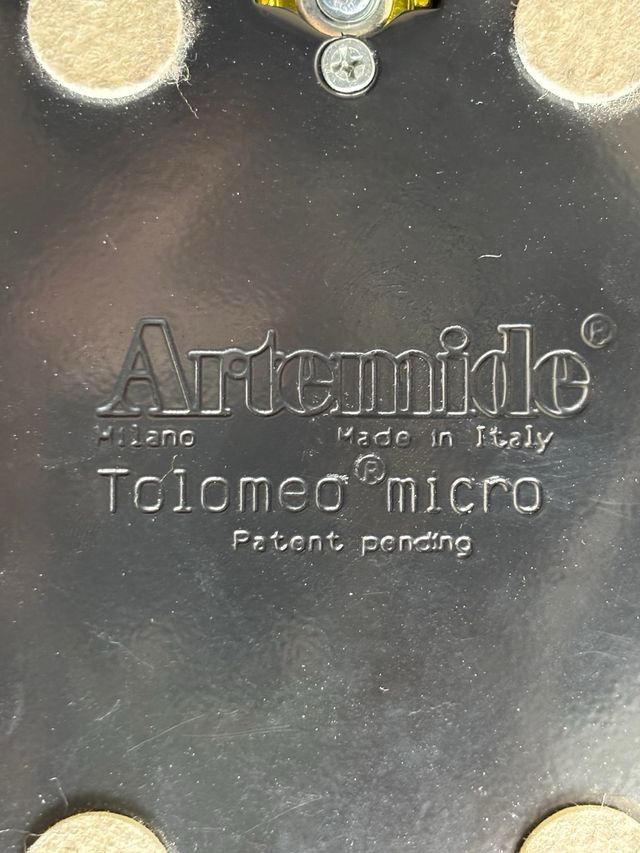 Artemide®
Milano Made in Italy
Tolomeo® micro
Patent pending